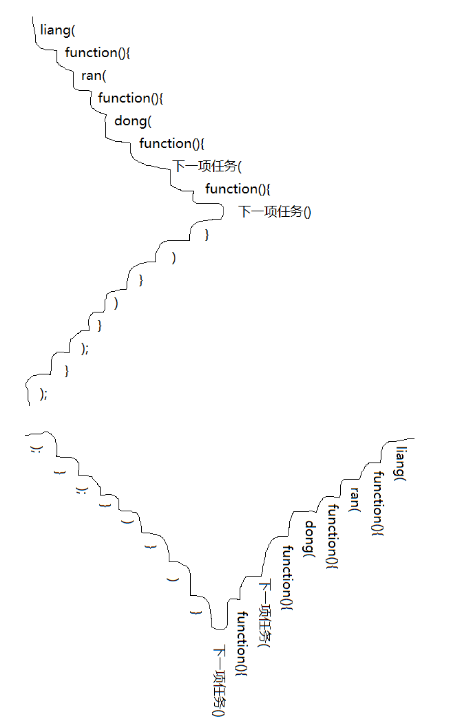 liang(
function(){
ran(
function(){
dong(
function(){
下一项任务(
function(){
下一项任务()
}
)
}
)
}
);
}
);
liang(
function(){
ran(
function(){
dong(
function(){
下一项任务(
function(){
下一项任务()
}
)
}
)
}
);
}
);